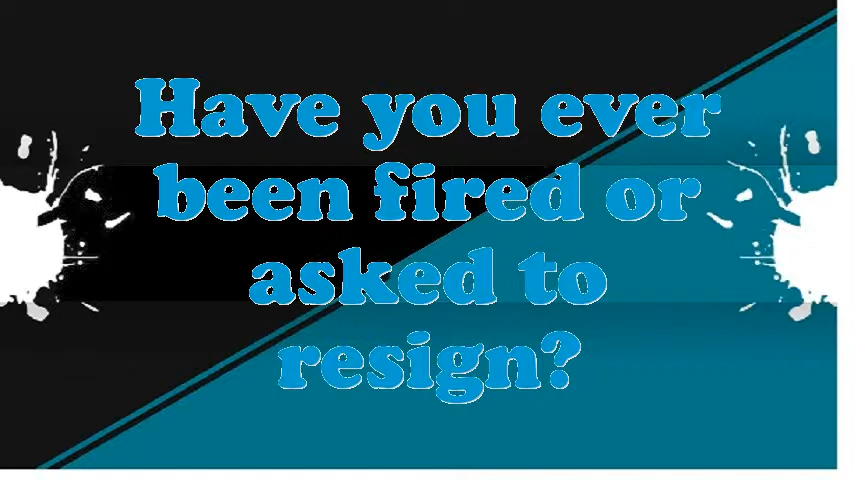 Have you ever
been fired or
asked to
resign?